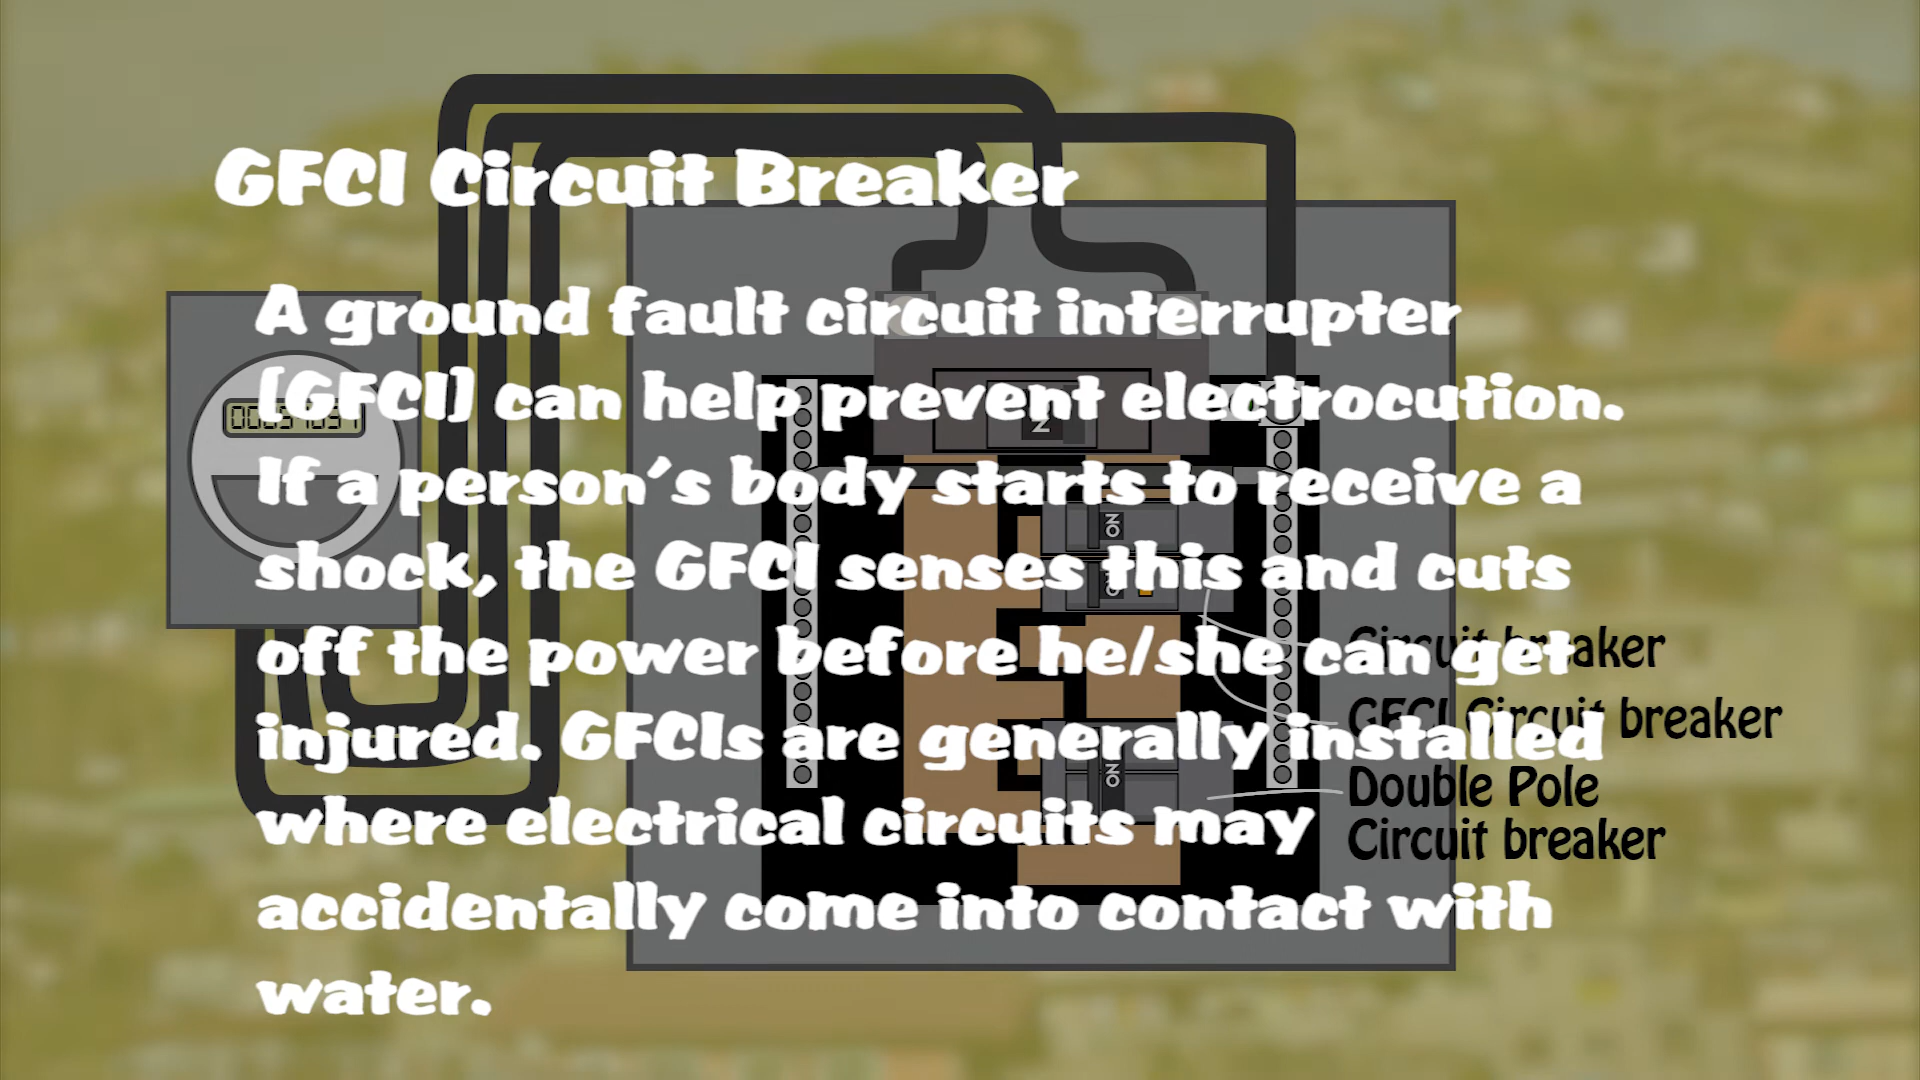 GFCI Circuit Breaker
A ground fault circuit interrupter
(GFCI) can help prevent electrocution.
If a person's body starts to receive a
shock, the GFCI senses this and cuts
off the power before he/she can get
injured. GFCIs are generally installed
where electrical circuits may
accidentally come into contact with
water.
ON
ON
Circuit breaker
GFCI Circuit breaker
Double Pole
Circuit breaker